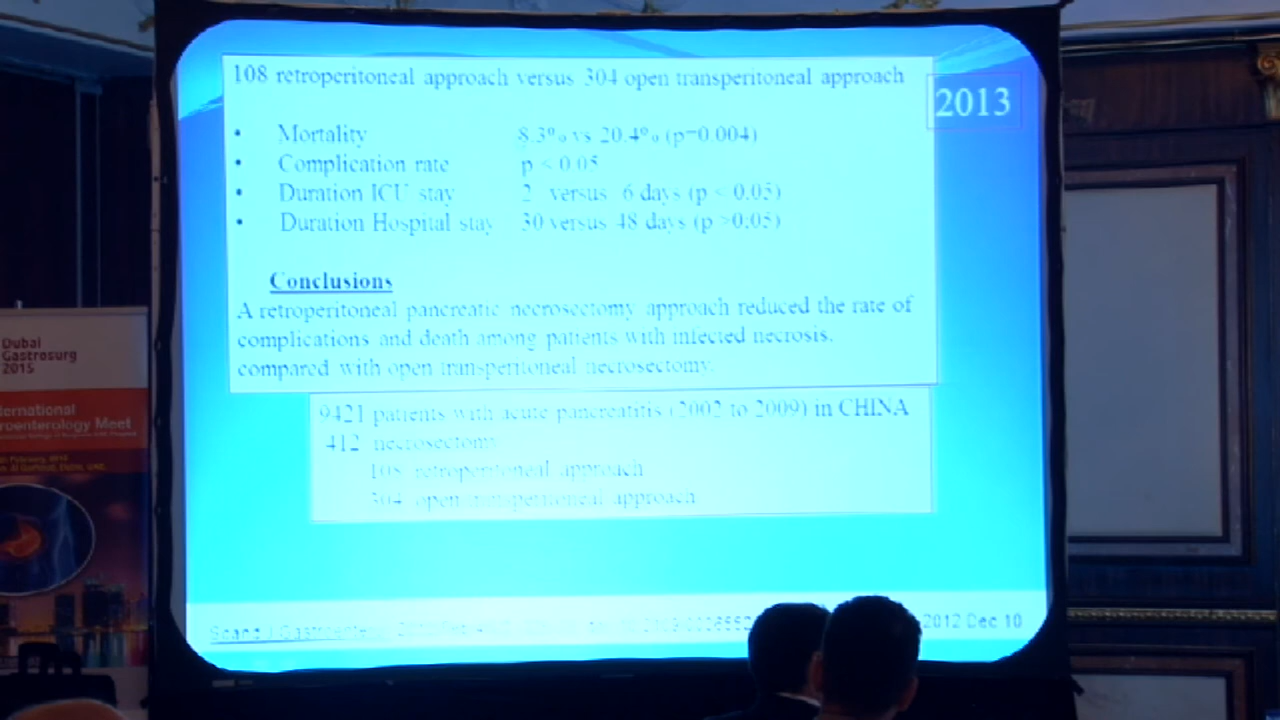 108 retroperitoneal approach versus 304 open transperitoneal approach
2013
• Mortality 8.3% vs 20.4% (p=0.004)
• Complication rate p < 0.05
• Duration ICU stay 2 versus 6 days (p < 0.05)
• Duration Hospital stay 30 versus 48 days (p >0.05)
Conclusions
A retroperitoneal pancreatic necrosectomy approach reduced the rate of
complications and death among patients with infected necrosis.
compared with open transperitoneal necrosectomy.
9421 patients with acute pancreatitis (2002 to 2009) in CHINA
412 necrosectomy
108 retroperitoneal approach
304 open transperitoneal approach
Scand J Gastroenterol
2012 Dec 10
Dubai
Gastrosurg
2015
ternational
roenterology Meet